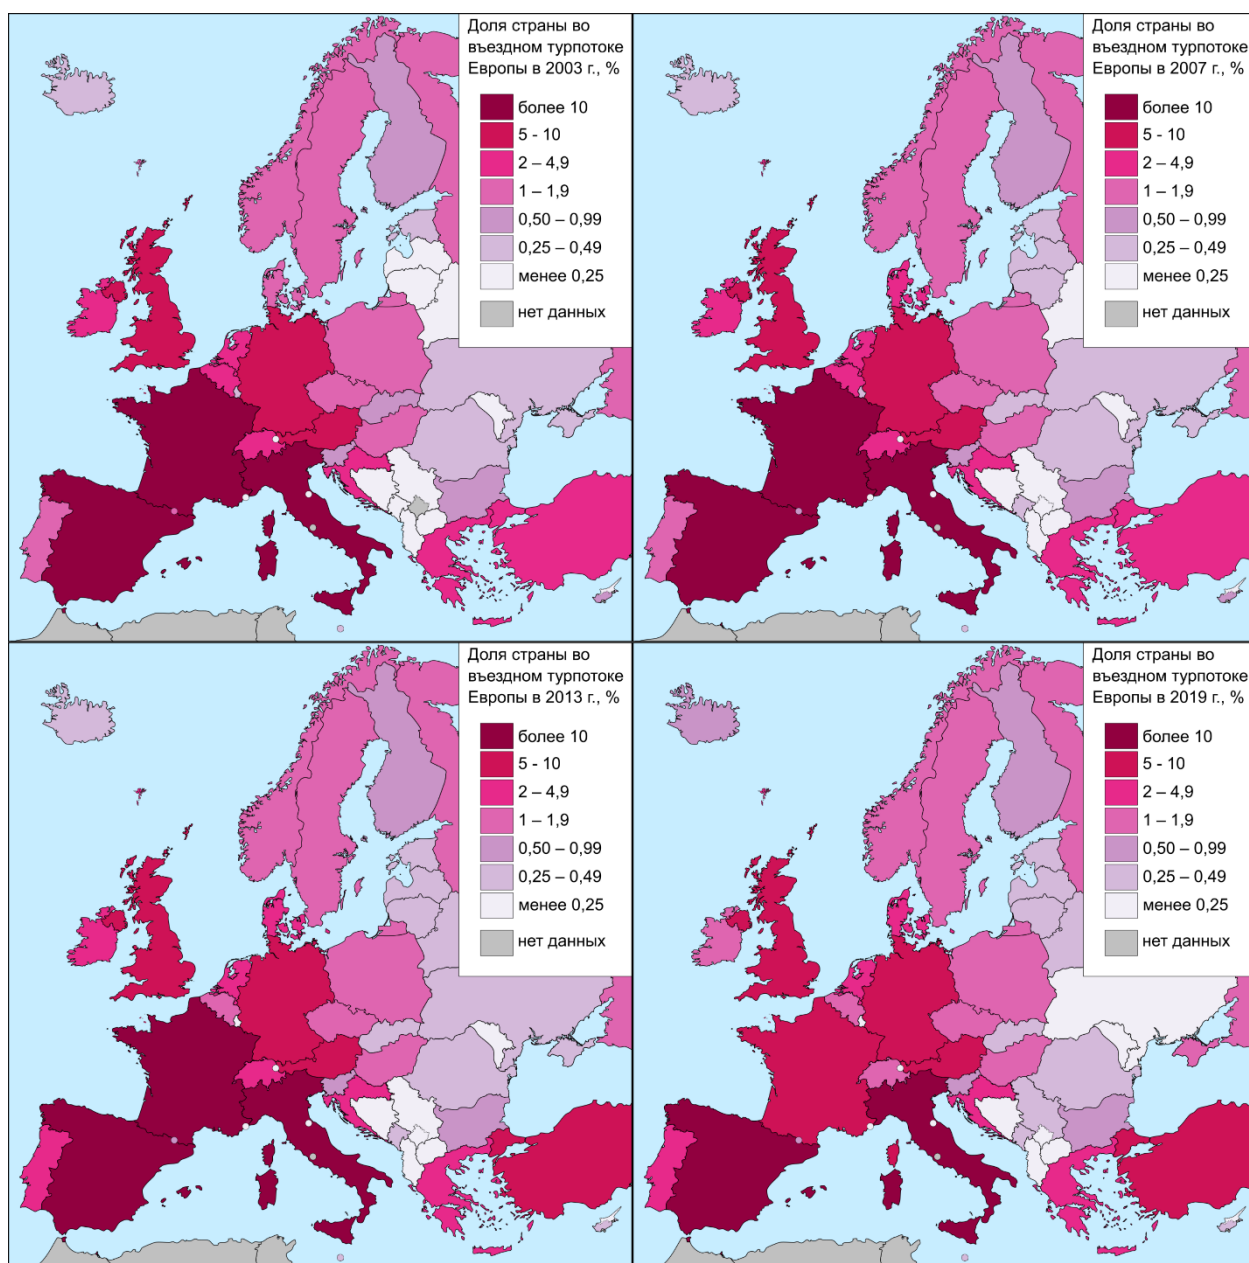 Доля страны во
въездном турпотоке
Европы в 2003 г., %
более 10
5 - 10
2 – 4,9
1 – 1,9
0,50 – 0,99
0,25 – 0,49
менее 0,25
нет данных
Доля страны во
въездном турпотоке
Европы в 2007 г., %
более 10
5 - 10
2 – 4,9
1 – 1,9
0,50 – 0,99
0,25 – 0,49
менее 0,25
нет данных
Доля страны во
въездном турпотоке
Европы в 2013 г., %
более 10
5 - 10
2 – 4,9
1 – 1,9
0,50 – 0,99
0,25 – 0,49
менее 0,25
нет данных
Доля страны во
въездном турпотоке
Европы в 2019 г., %
более 10
5 - 10
2 – 4,9
1 – 1,9
0,50 – 0,99
0,25 – 0,49
менее 0,25
нет данных